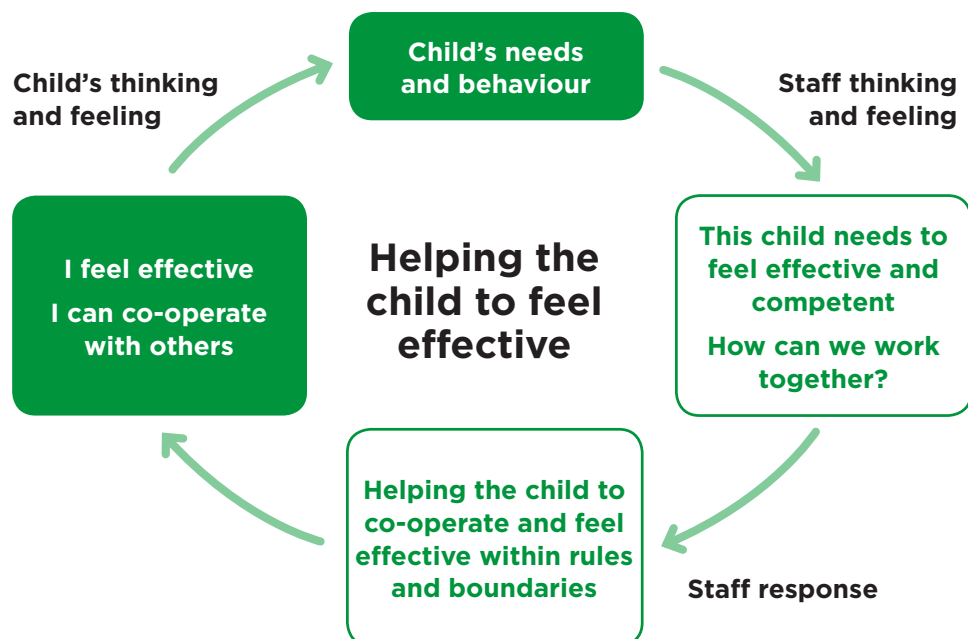 Child's needs
and behaviour
Child's thinking
and feeling
Staff thinking
and feeling
I feel effective
I can co-operate
with others
Helping the
child to feel
effective
This child needs to
feel effective and
competent
How can we work
together?
Helping the child to
co-operate and feel
effective within rules
and boundaries
Staff response